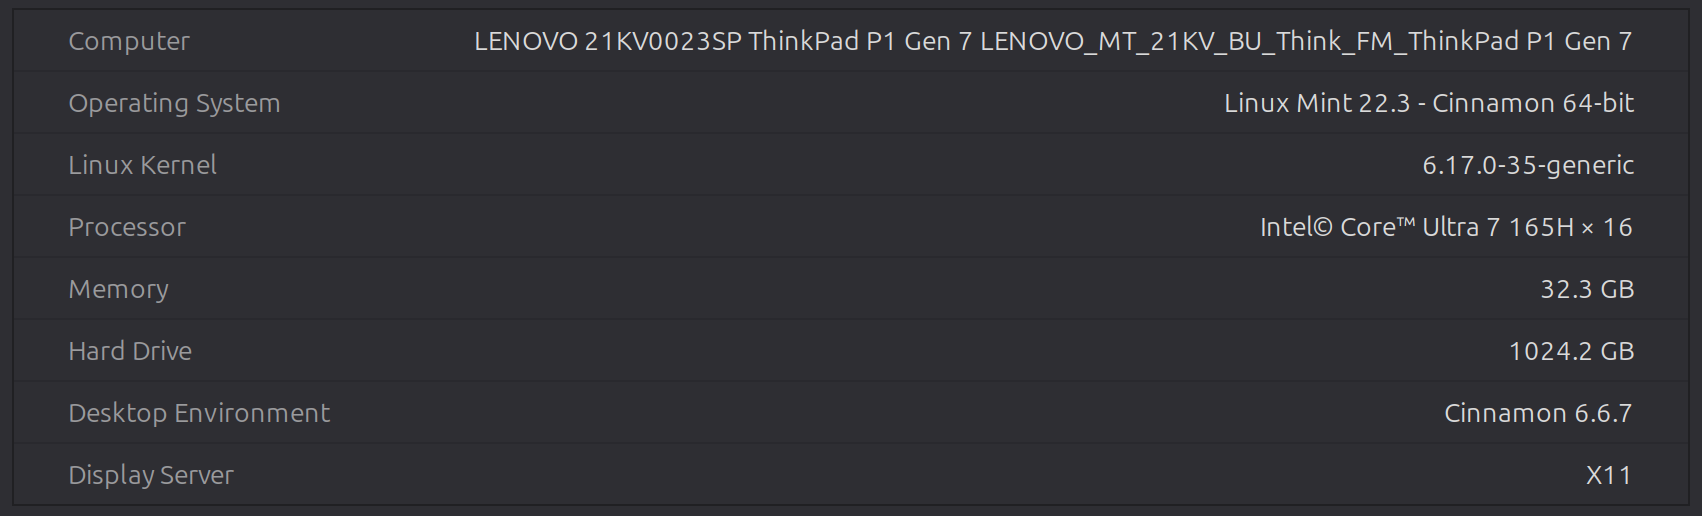 Computer LENOVO 21KV0023SP ThinkPad P1 Gen 7 LENOVO_MT_21KV_BU_Think_FM_ThinkPad P1 Gen 7
Operating System Linux Mint 22.3 - Cinnamon 64-bit
Linux Kernel 6.17.0-35-generic
Processor Intel© Core™ Ultra 7 165H × 16
Memory 32.3 GB
Hard Drive 1024.2 GB
Desktop Environment Cinnamon 6.6.7
Display Server X11